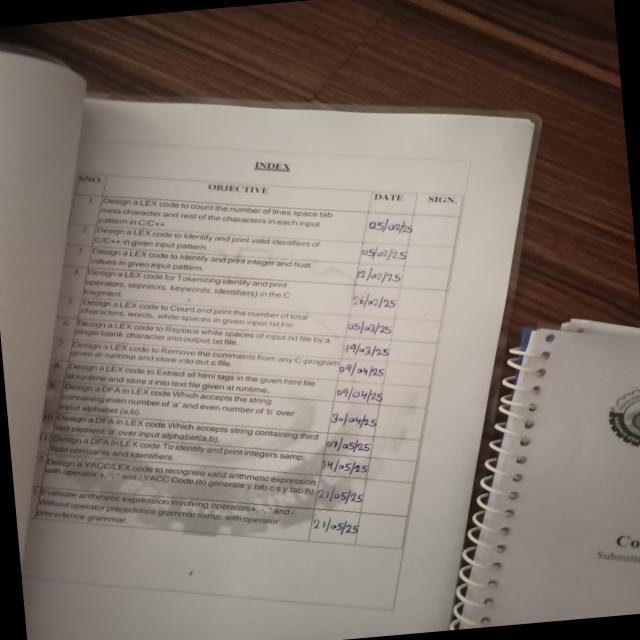 INDEX
SNO. OBJECTIVE DATE SIGN.
1. Design a LEX code to count the number of lines space tab
meta character and rest of the characters in each input
pattern in C/C++ 05/02/25
2. Design a LEX code to Identify and print valid identifiers of
C/C++ in given input pattern. 05/02/25
3. Design a LEX code to Identify and print integer and float
values in given input pattern. 12/02/25
4. Design a LEX code for Tokenizing identify and print
operators, seprators. keywords, identifiers) in the C
fragment. 26/02/25
5. Design a LEX code to Count and print the number of total
characters, words, white spaces in given input.txt file. 05/03/25
6. Design a LEX code to Replace white spaces of input txt file by a
single blank character into output txt file. 19/03/25
7. Design a LEX code to Remove the comments from any C-program
given at runtime and store into out.c file. 09/04/25
8. Design a LEX code to Extract all html tags in the given html file
at runtime and store it into text file given at runtime. 09/04/25
9. Design a DFA in LEX code Which accepts the string
containing even number of 'a' and even number of 'b' over
input alphabet {a,b}. 30/04/25
10. Design a DFA in LEX code Which accepts string containing third
last element 'a' over input alphabet{a,b}. 07/05/25
11. Design a DFA in LEX code To identify and print integers &amp;
float constants and Identifiers. 14/05/25
Design a YACC/LEX code to recognise valid arithmetic expression
with operator +,-,* and / YACC Code (to generate y.tab.c & y.tab.h) 21/05/25
Evaluate arithmetic expression involving operators +, -, * and /
Without operator precedence grammar &amp; with operator
precedence grammar. 21/05/25
Co